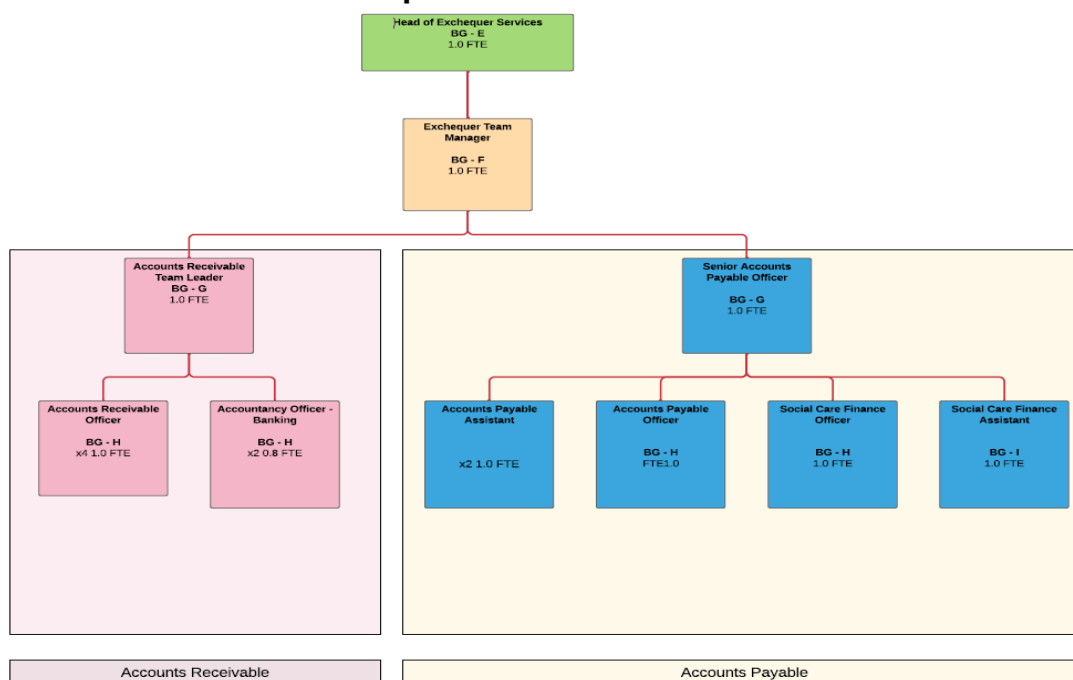 Head of Exchequer Services
BG - E
1.0 FTE
Exchequer Team
Manager
BG - F
1.0 FTE
Accounts Receivable
Team Leader
BG - G
1.0 FTE
Senior Accounts
Payable Officer
BG - G
1.0 FTE
Accounts Receivable
Officer
BG - H
x4 1.0 FTE
Accountancy Officer -
Banking
BG - H
x2 0.8 FTE
Accounts Payable
Assistant
x2 1.0 FTE
Accounts Payable
Officer
BG - H
FTE1.0
Social Care Finance
Officer
BG - H
1.0 FTE
Social Care Finance
Assistant
BG - I
1.0 FTE
Accounts Receivable
Accounts Payable